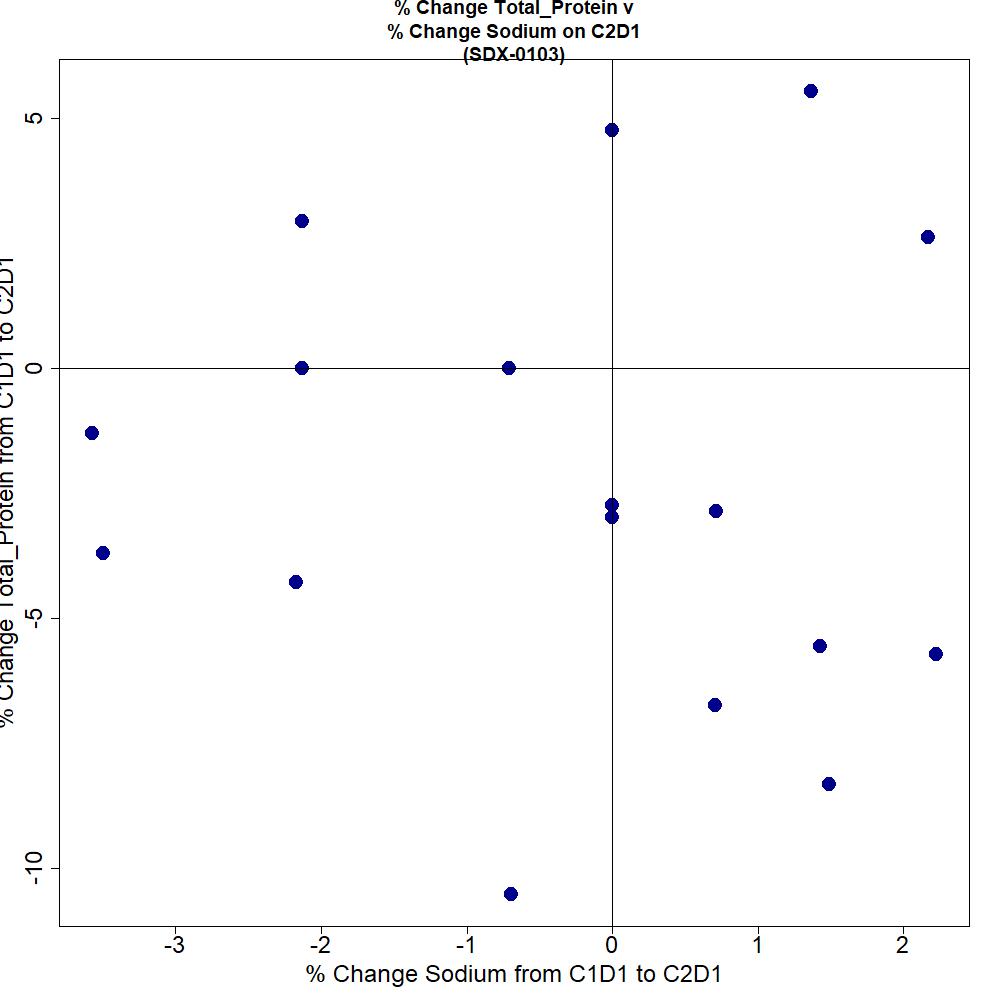 % Change Total_Protein v
% Change Sodium on C2D1
(SDX-0103)
% Change Total_Protein from C1D1 to C2D1
5
0
-5
-10
-3
-2
-1
0
1
2
% Change Sodium from C1D1 to C2D1